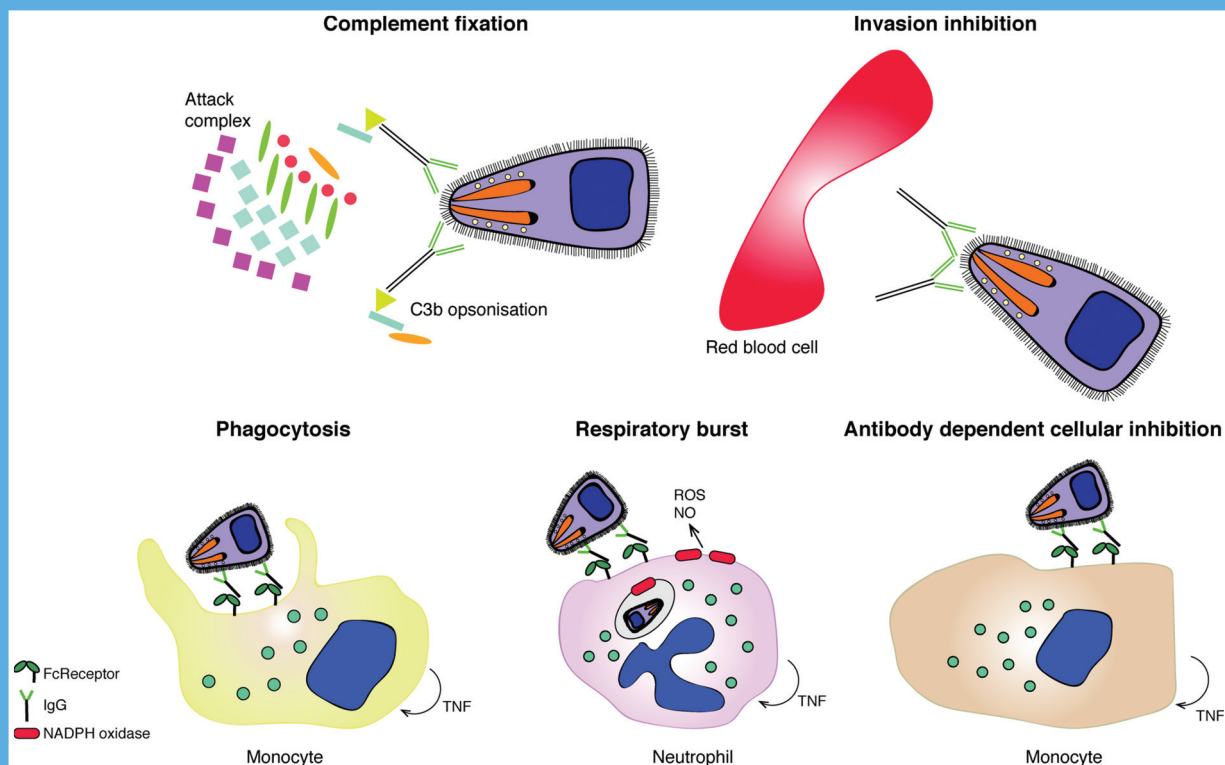 Complement fixation
Invasion inhibition
Attack
complex
C3b opsonisation
Red blood cell
Phagocytosis
Respiratory burst
Antibody dependent cellular inhibition
ROS
NO
FcReceptor
IgG
NADPH oxidase
TNF
TNF
TNF
Monocyte
Neutrophil
Monocyte